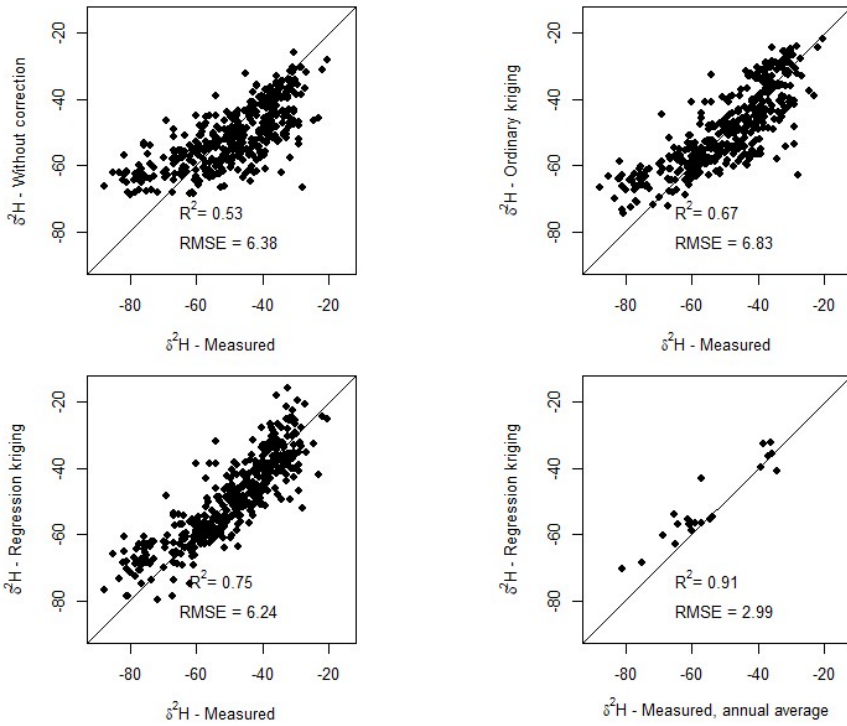 δ²H - Without correction
-20
-40
-60
-80
R²= 0.53
RMSE = 6.38
-80 -60 -40 -20
δ²H - Measured
δ²H - Ordinary kriging
-20
-40
-60
-80
R²= 0.67
RMSE = 6.83
-80 -60 -40 -20
δ²H - Measured
δ²H - Regression kriging
-20
-40
-60
-80
R²= 0.75
RMSE = 6.24
-80 -60 -40 -20
δ²H - Measured
δ²H - Regression kriging
-20
-40
-60
-80
R²= 0.91
RMSE = 2.99
-80 -60 -40 -20
δ²H - Measured, annual average